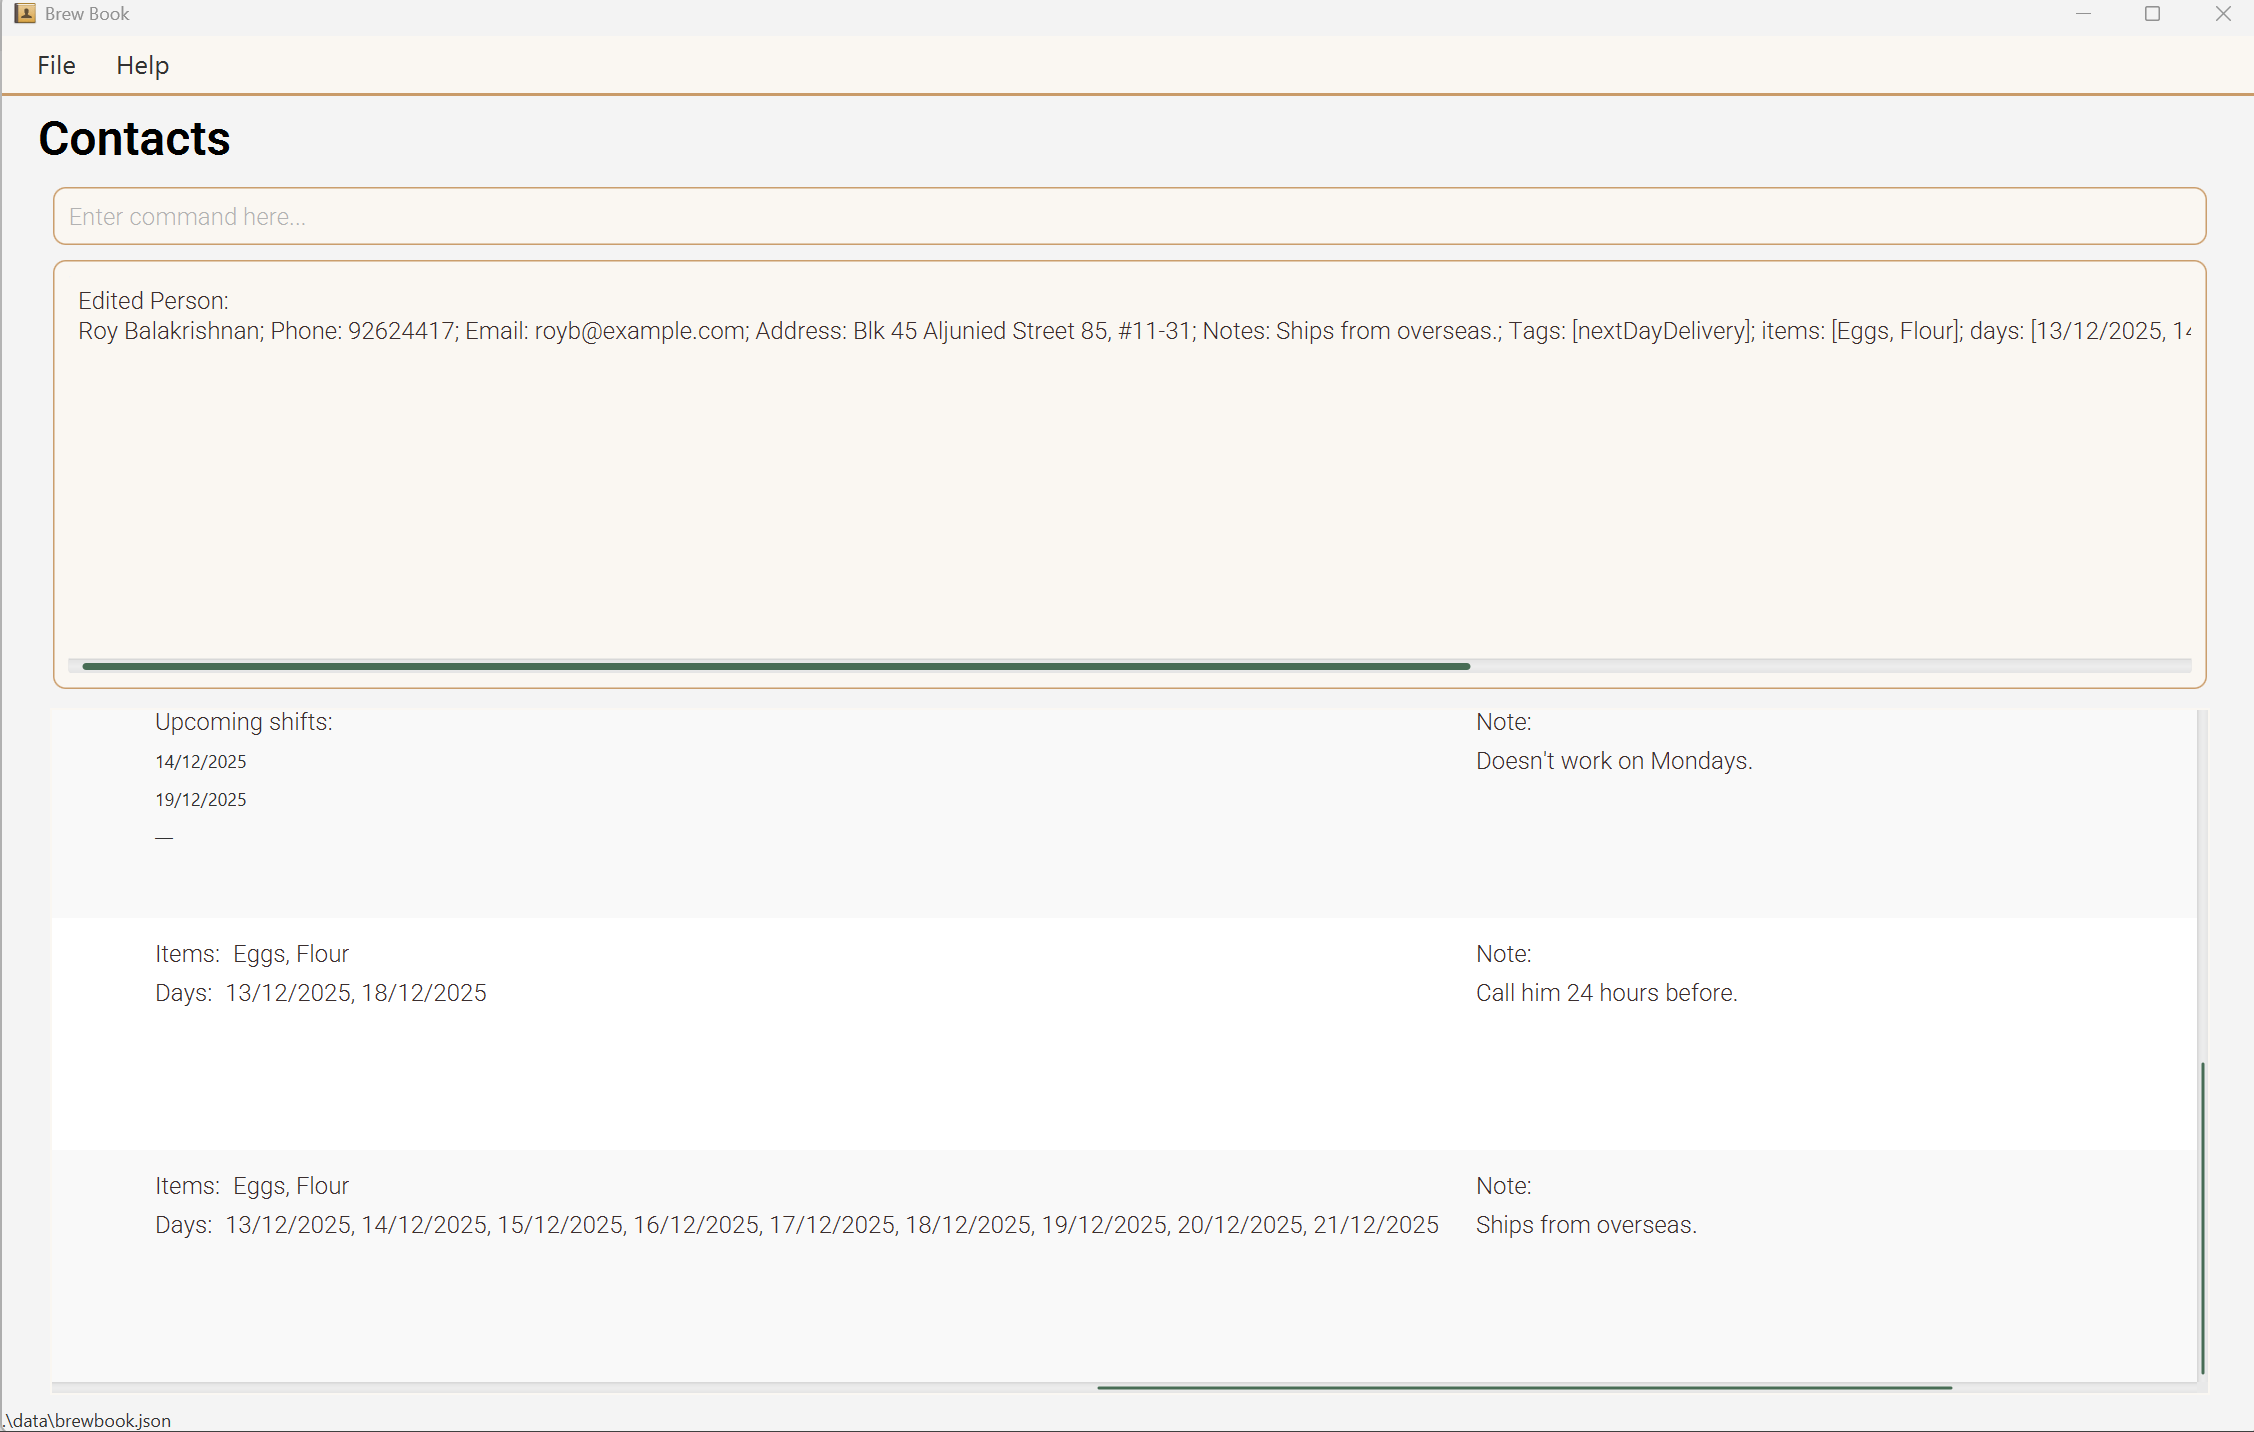 Brew Book
File Help
Contacts
Enter command here...
Edited Person:
Roy Balakrishnan; Phone: 92624417; Email: royb@example.com; Address: Blk 45 Aljunied Street 85, #11-31; Notes: Ships from overseas.; Tags: [nextDayDelivery]; items: [Eggs, Flour]; days: [13/12/2025, 14
Upcoming shifts:
14/12/2025
19/12/2025
—
Note:
Doesn't work on Mondays.
Items: Eggs, Flour
Days: 13/12/2025, 18/12/2025
Note:
Call him 24 hours before.
Items: Eggs, Flour
Days: 13/12/2025, 14/12/2025, 15/12/2025, 16/12/2025, 17/12/2025, 18/12/2025, 19/12/2025, 20/12/2025, 21/12/2025
Note:
Ships from overseas.
.\data\brewbook.json